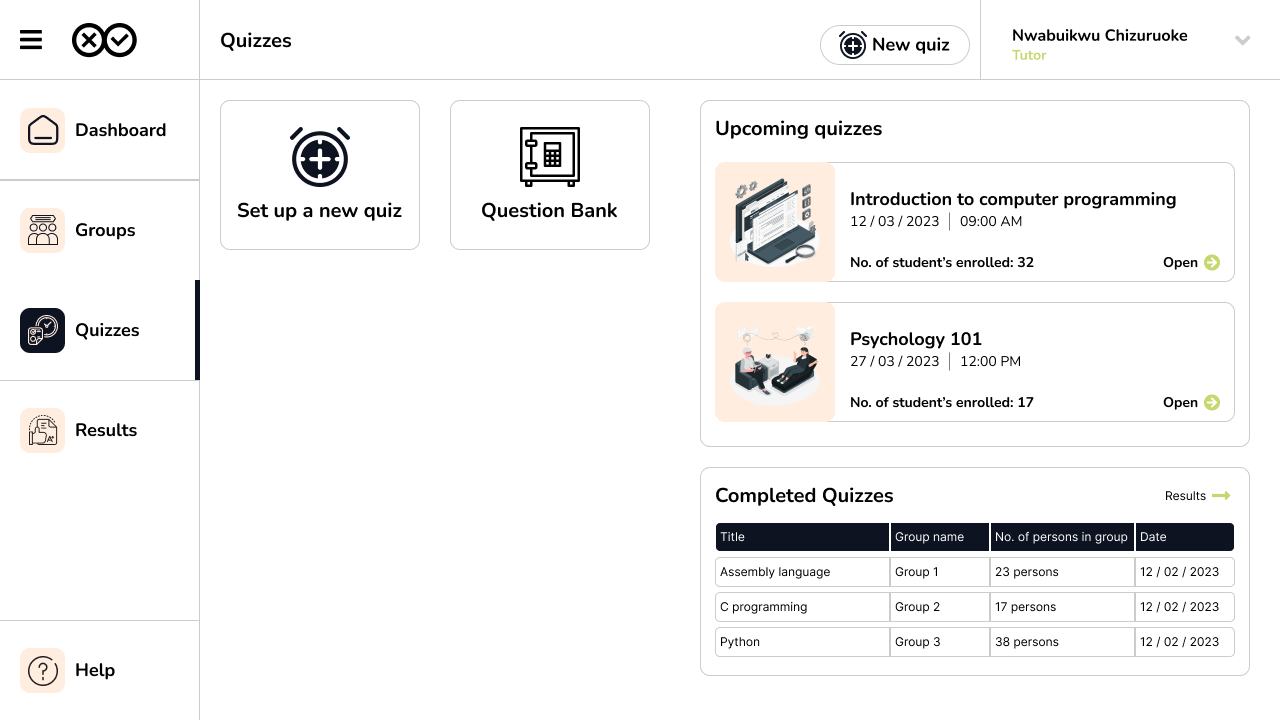 Quizzes
New quiz
Nwabuikwu Chizuruoke
Tutor
Dashboard
Groups
Quizzes
Results
Help
Set up a new quiz
Question Bank
Upcoming quizzes
Introduction to computer programming
12 / 03 / 2023 | 09:00 AM
No. of student’s enrolled: 32 Open
Psychology 101
27 / 03 / 2023 | 12:00 PM
No. of student’s enrolled: 17 Open
Completed Quizzes Results
Title Group name No. of persons in group Date
Assembly language Group 1 23 persons 12 / 02 / 2023
C programming Group 2 17 persons 12 / 02 / 2023
Python Group 3 38 persons 12 / 02 / 2023